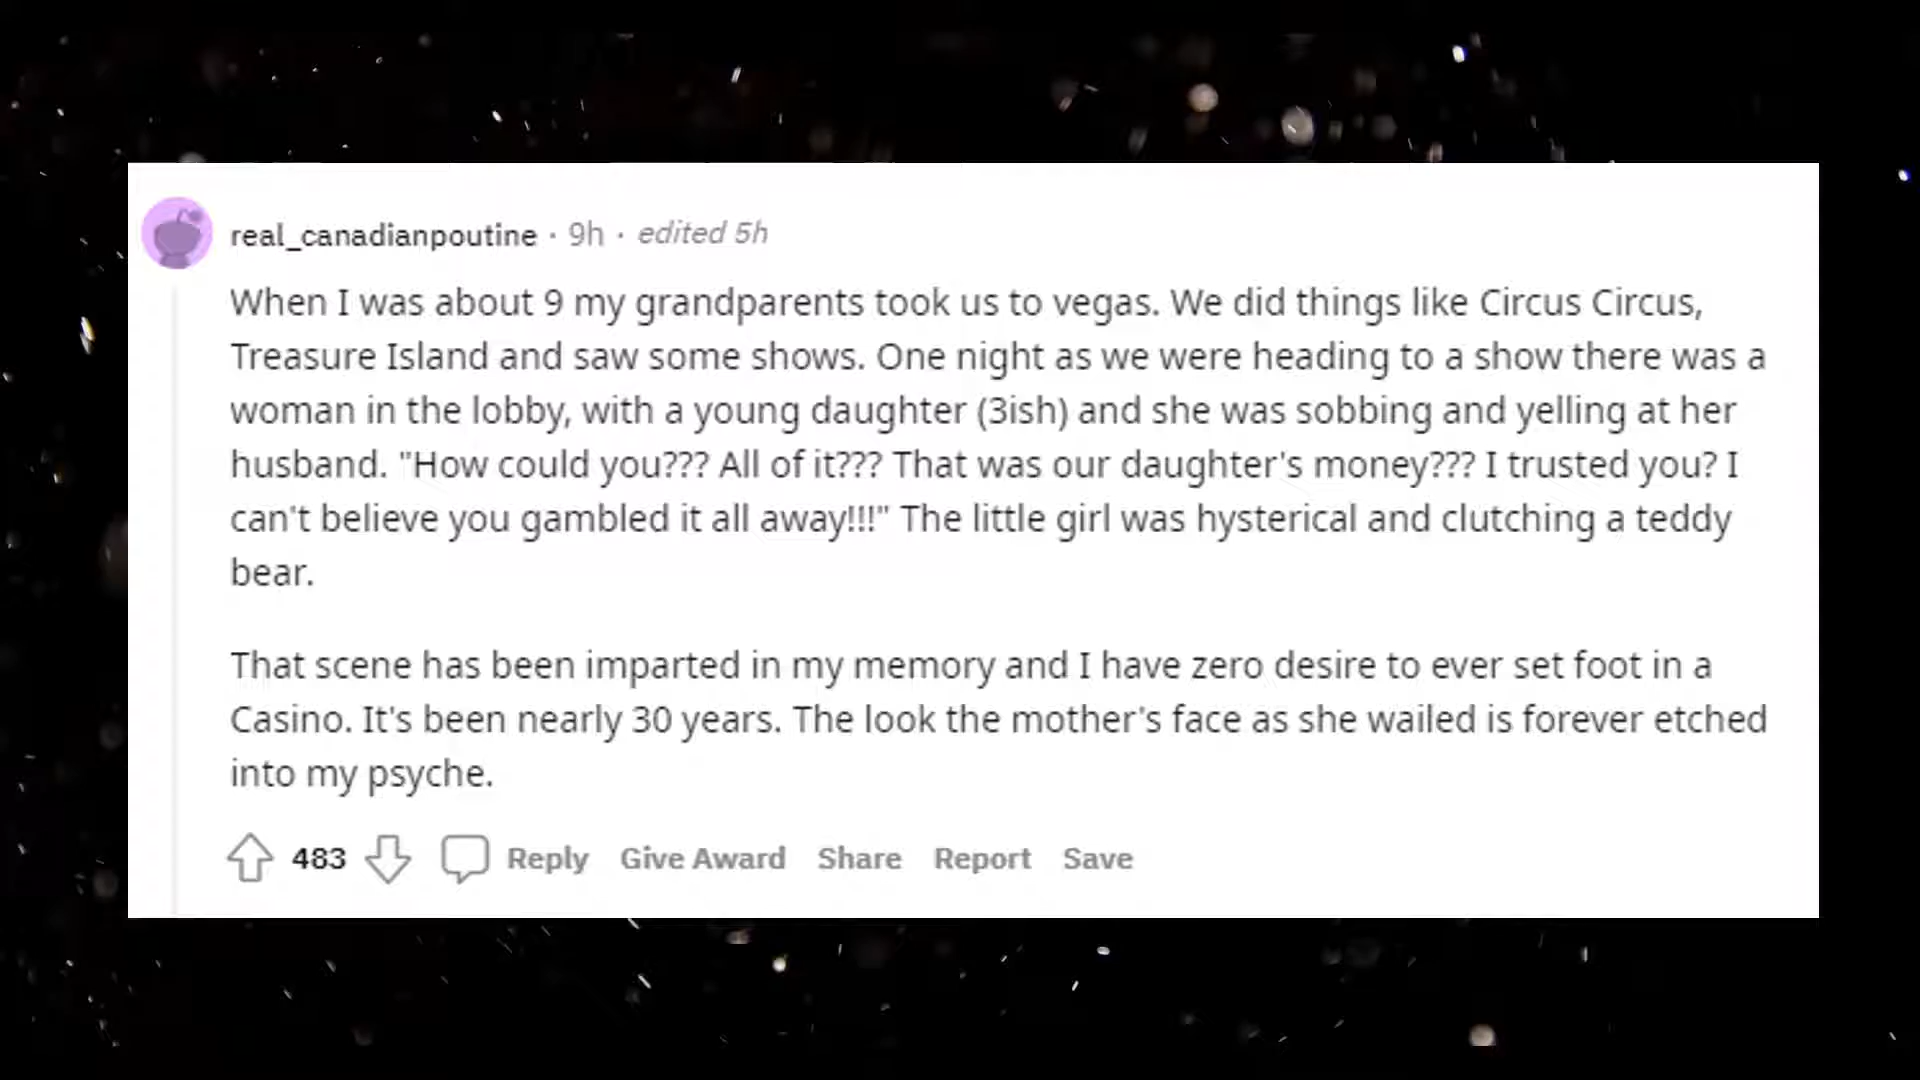 real_canadianpoutine · 9h · edited 5h
When I was about 9 my grandparents took us to vegas. We did things like Circus Circus,
Treasure Island and saw some shows. One night as we were heading to a show there was a
woman in the lobby, with a young daughter (3ish) and she was sobbing and yelling at her
husband. "How could you??? All of it??? That was our daughter's money??? I trusted you? I
can't believe you gambled it all away!!!" The little girl was hysterical and clutching a teddy
bear.
That scene has been imparted in my memory and I have zero desire to ever set foot in a
Casino. It's been nearly 30 years. The look the mother's face as she wailed is forever etched
into my psyche.
483 Reply Give Award Share Report Save